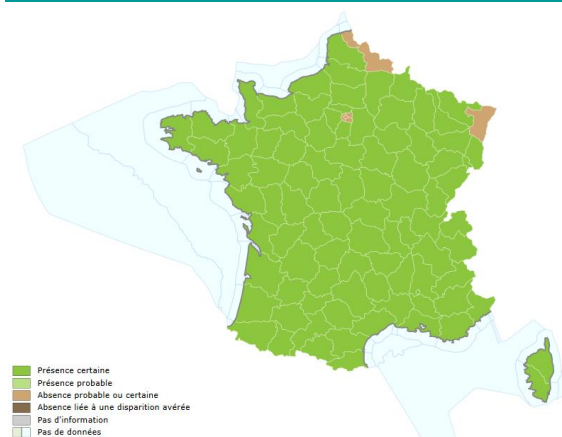 Présence certaine
Présence probable
Absence probable ou certaine
Absence liée à une disparition avérée
Pas d'information
Pas de données